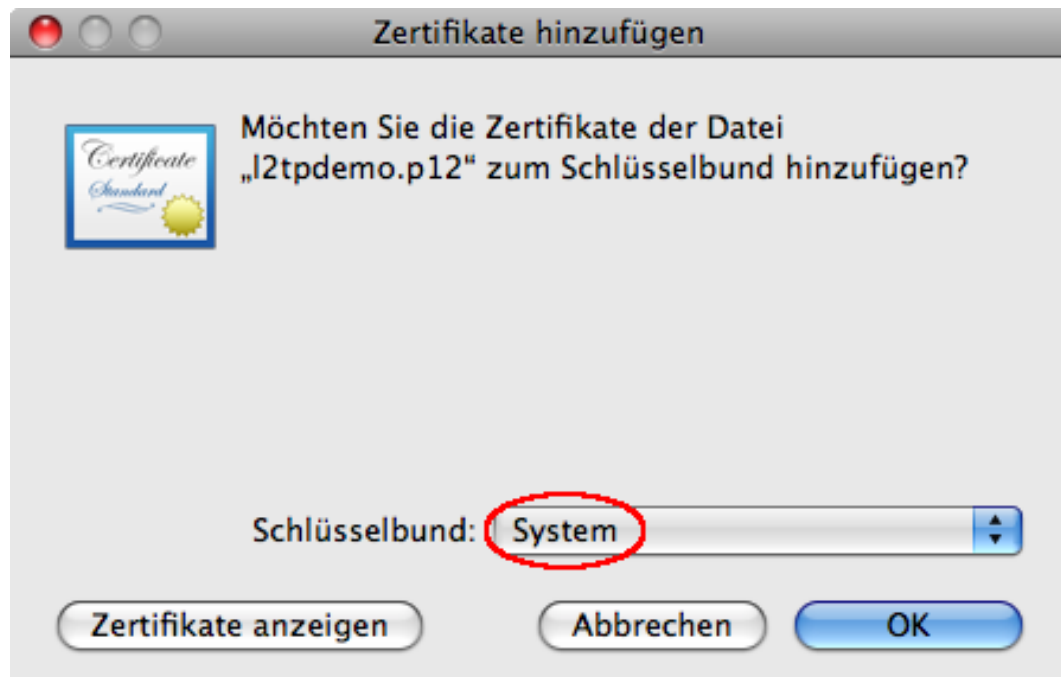 Zertifikate hinzufügen
Certificate
Standard
Möchten Sie die Zertifikate der Datei
„l2tpdemo.p12“ zum Schlüsselbund hinzufügen?
Schlüsselbund: System
Zertifikate anzeigen Abbrechen OK